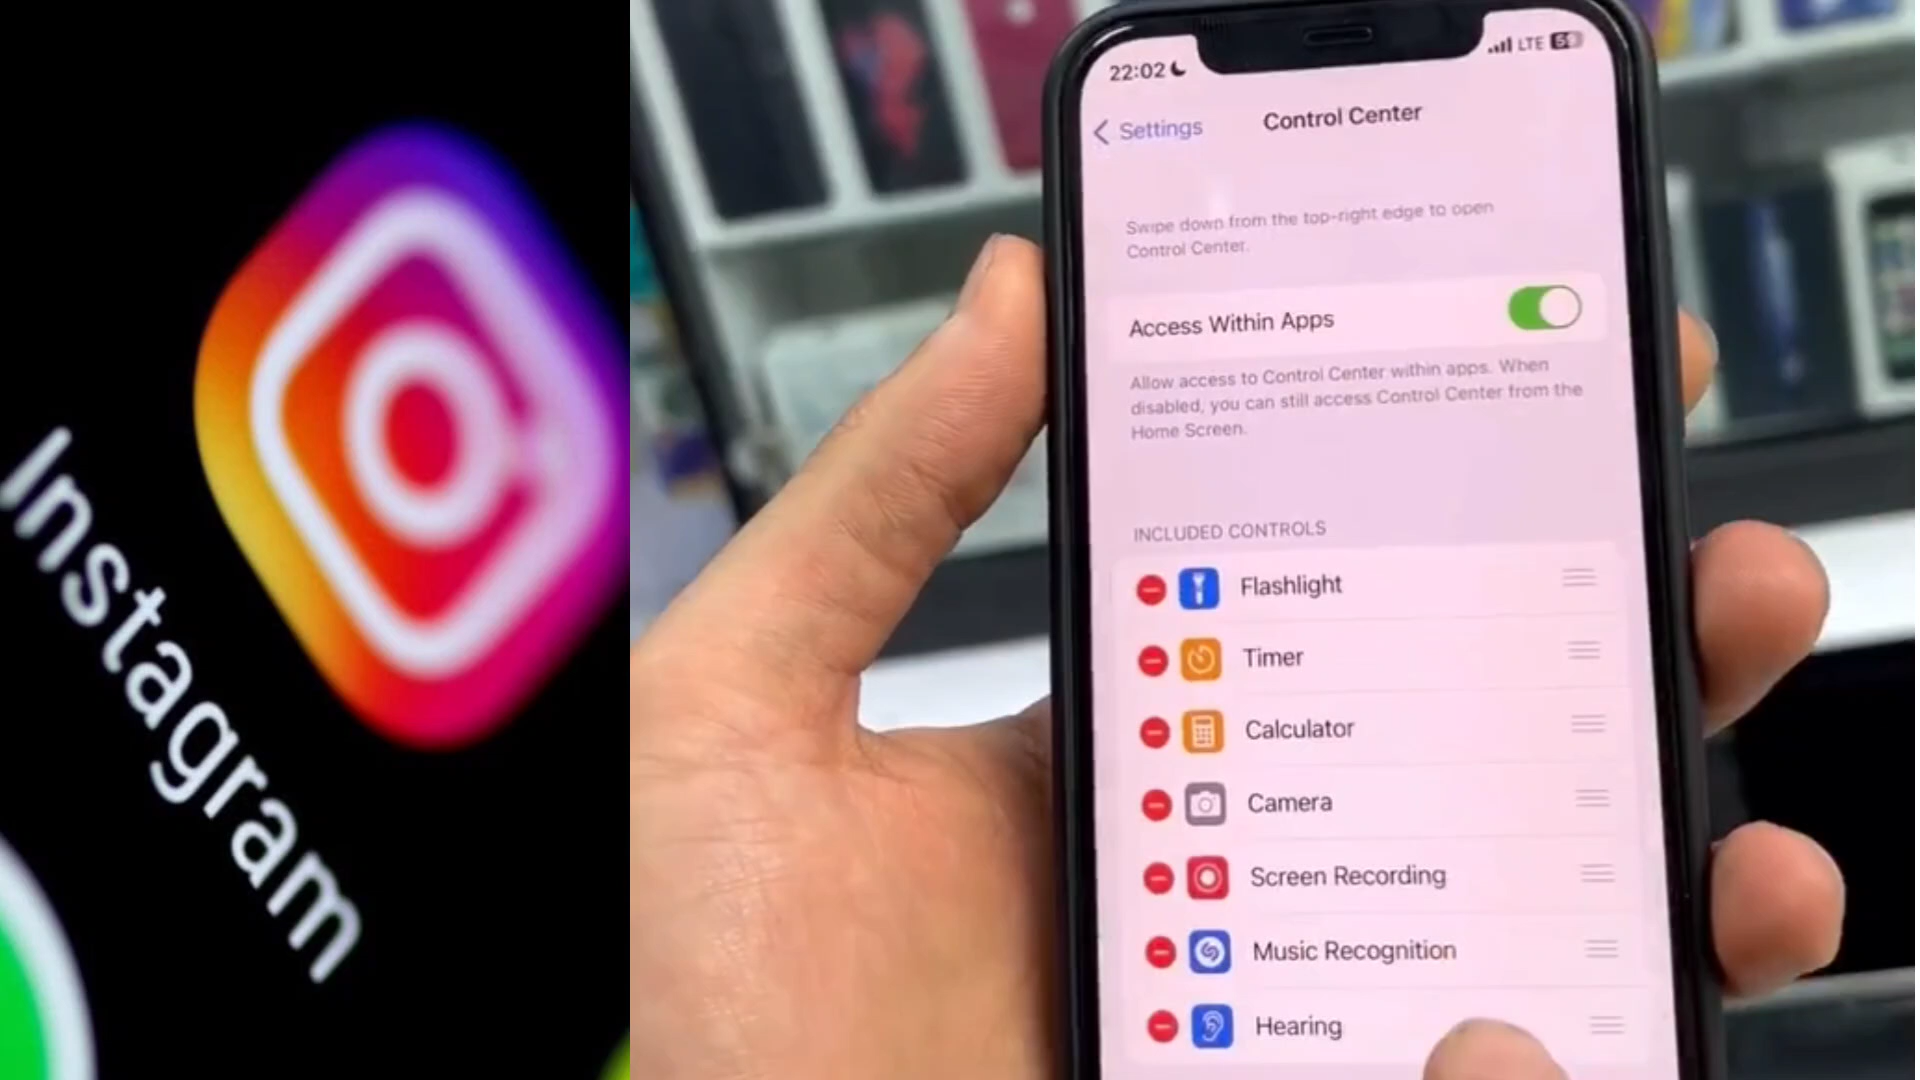 Instagram
22:02
LTE 59
Settings
Control Center
Swipe down from the top-right edge to open
Control Center.
Access Within Apps
Allow access to Control Center within apps. When
disabled, you can still access Control Center from the
Home Screen.
INCLUDED CONTROLS
Flashlight
Timer
Calculator
Camera
Screen Recording
Music Recognition
Hearing